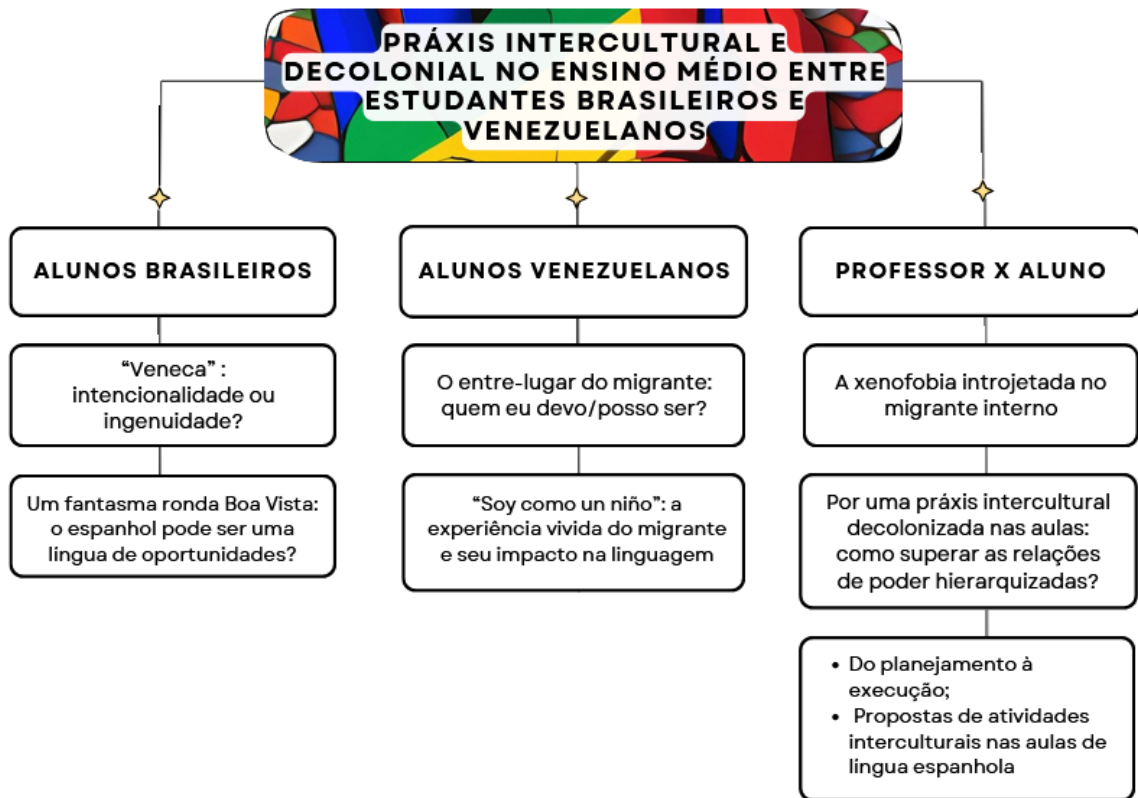 PRÁXIS INTERCULTURAL E
DECOLONIAL NO ENSINO MÉDIO ENTRE
ESTUDANTES BRASILEIROS E
VENEZUELANOS
ALUNOS BRASILEIROS
“Veneca” :
intencionalidade ou
ingenuidade?
Um fantasma ronda Boa Vista:
o espanhol pode ser uma
língua de oportunidades?
ALUNOS VENEZUELANOS
O entre-lugar do migrante:
quem eu devo/posso ser?
“Soy como un niño”: a
experiência vivida do migrante
e seu impacto na linguagem
PROFESSOR X ALUNO
A xenofobia introjetada no
migrante interno
Por uma práxis intercultural
decolonizada nas aulas:
como superar as relações
de poder hierarquizadas?
• Do planejamento à
execução;
• Propostas de atividades
interculturais nas aulas de
língua espanhola